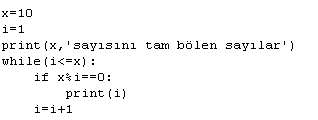 x=10
i=1
print(x,'sayısını tam bölen sayılar')
while(i<=x):
    if x%i==0:
        print(i)
    i=i+1